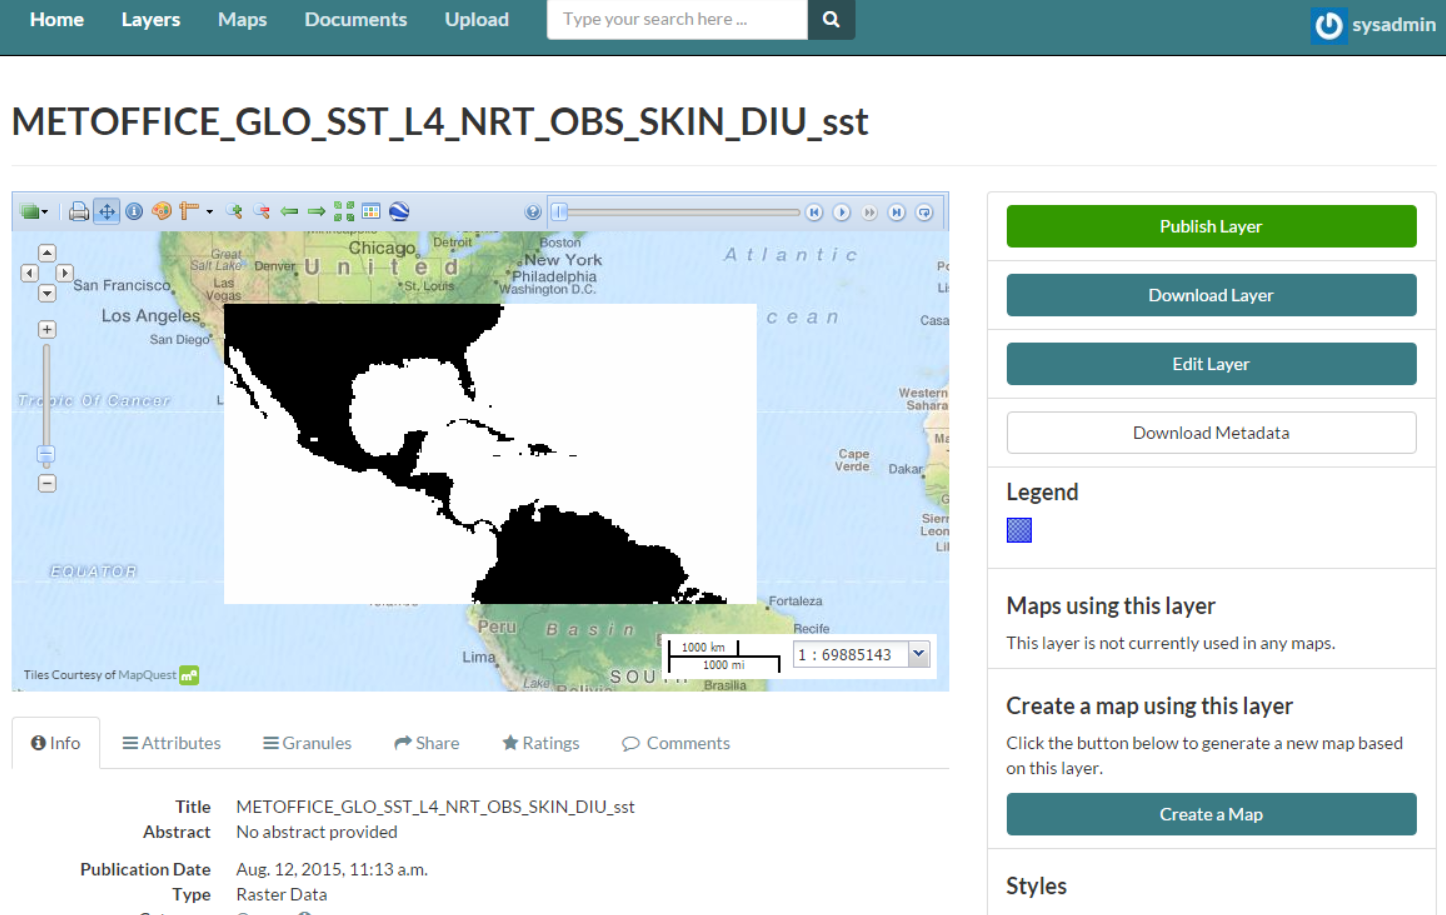 Home Layers Maps Documents Upload Type your search here ... sysadmin
METOFFICE_GLO_SST_L4_NRT_OBS_SKIN_DIU_sst
Chicago
Detroit
Boston
Great
Salt Lake
Denver
United
New York
Philadelphia
Washington D.C.
St. Louis
Atlantic
San Francisco
Las
Vegas
Los Angeles
San Diego
cean
Casa
Tropic Of Cancer
Western
Sahara
Cape
Verde
Dakar
EQUATOR
Fortaleza
Peru
Basin
Recife
Lima
1000 km
1000 mi
1 : 69885143
Tiles Courtesy of MapQuest
Lake
Bolivia
SOU
Brasilia
Publish Layer
Download Layer
Edit Layer
Download Metadata
Legend
Maps using this layer
This layer is not currently used in any maps.
Create a map using this layer
Click the button below to generate a new map based
on this layer.
Create a Map
Styles
Info Attributes Granules Share Ratings Comments
Title METOFFICE_GLO_SST_L4_NRT_OBS_SKIN_DIU_sst
Abstract No abstract provided
Publication Date Aug. 12, 2015, 11:13 a.m.
Type Raster Data